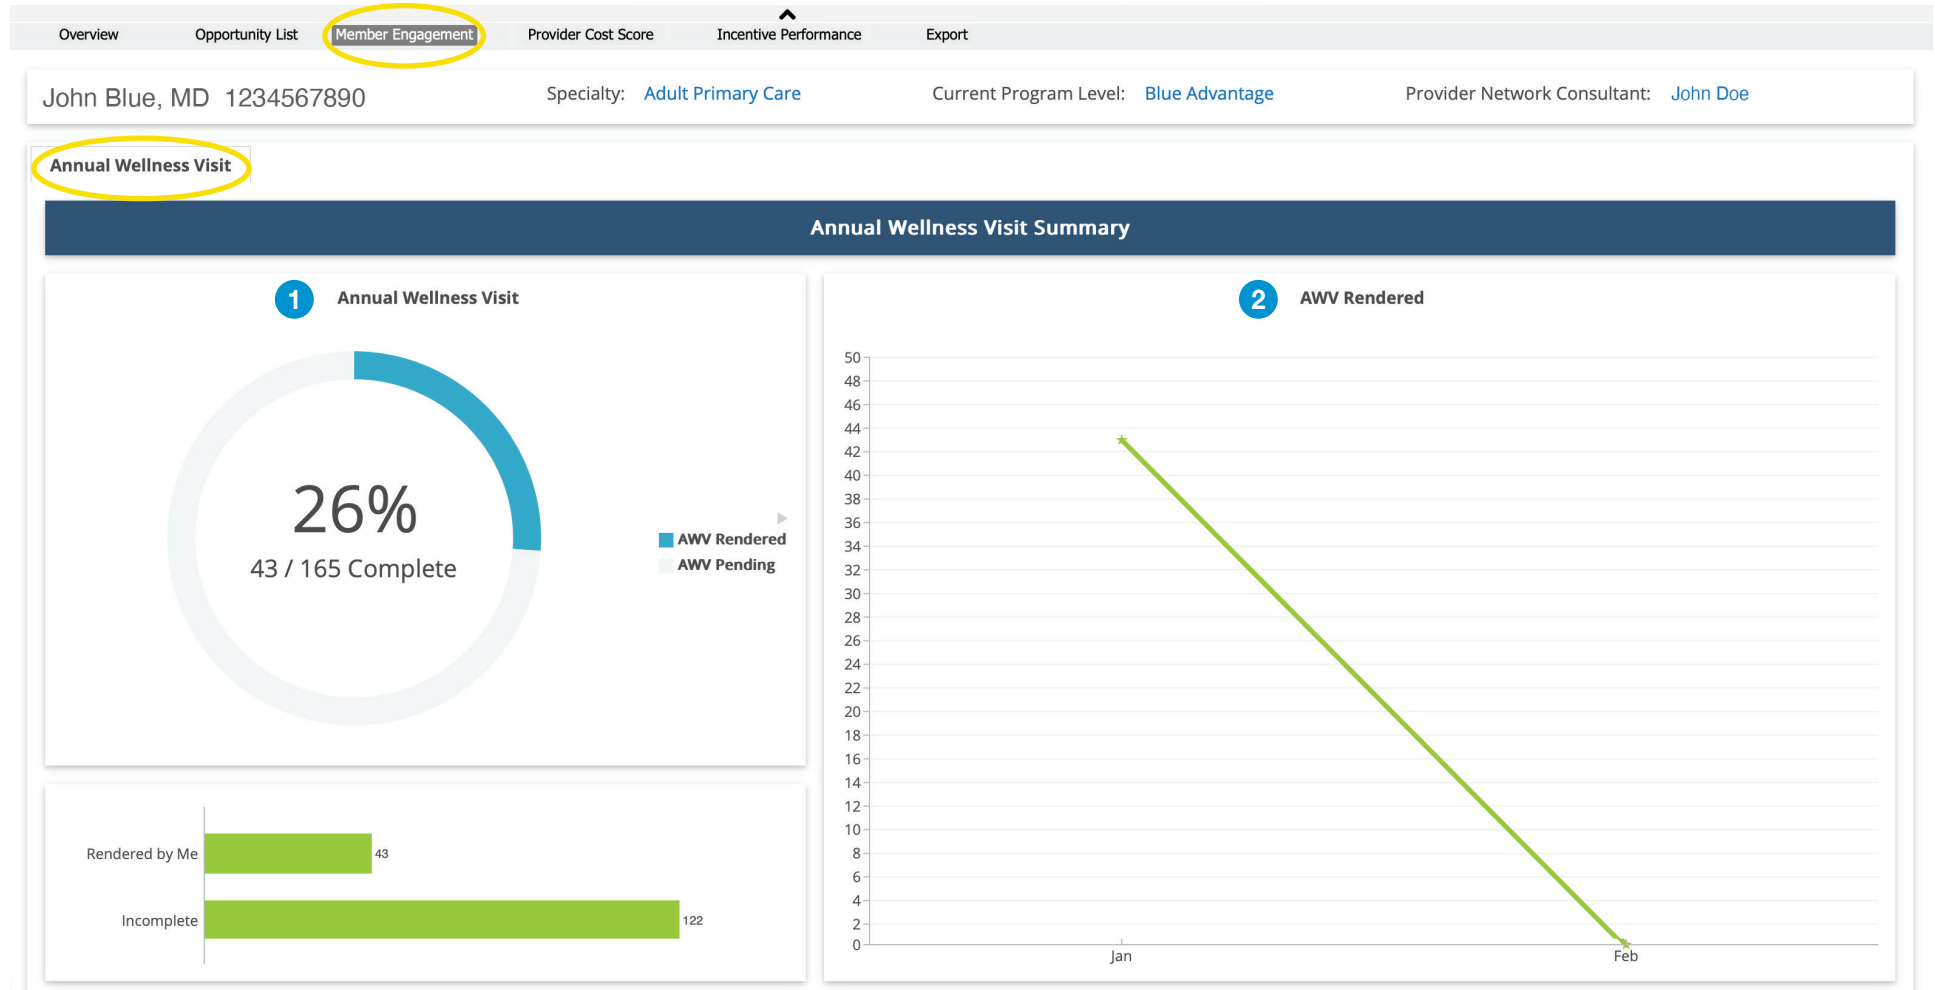 Overview Opportunity List Member Engagement Provider Cost Score Incentive Performance Export
John Blue, MD 1234567890 Specialty: Adult Primary Care Current Program Level: Blue Advantage Provider Network Consultant: John Doe
Annual Wellness Visit
Annual Wellness Visit Summary
1 Annual Wellness Visit
26%
43 / 165 Complete
AWV Rendered
AWV Pending
Rendered by Me 43
Incomplete 122
2 AWV Rendered
50
48
46
44
42
40
38
36
34
32
30
28
26
24
22
20
18
16
14
12
10
8
6
4
2
0
Jan Feb